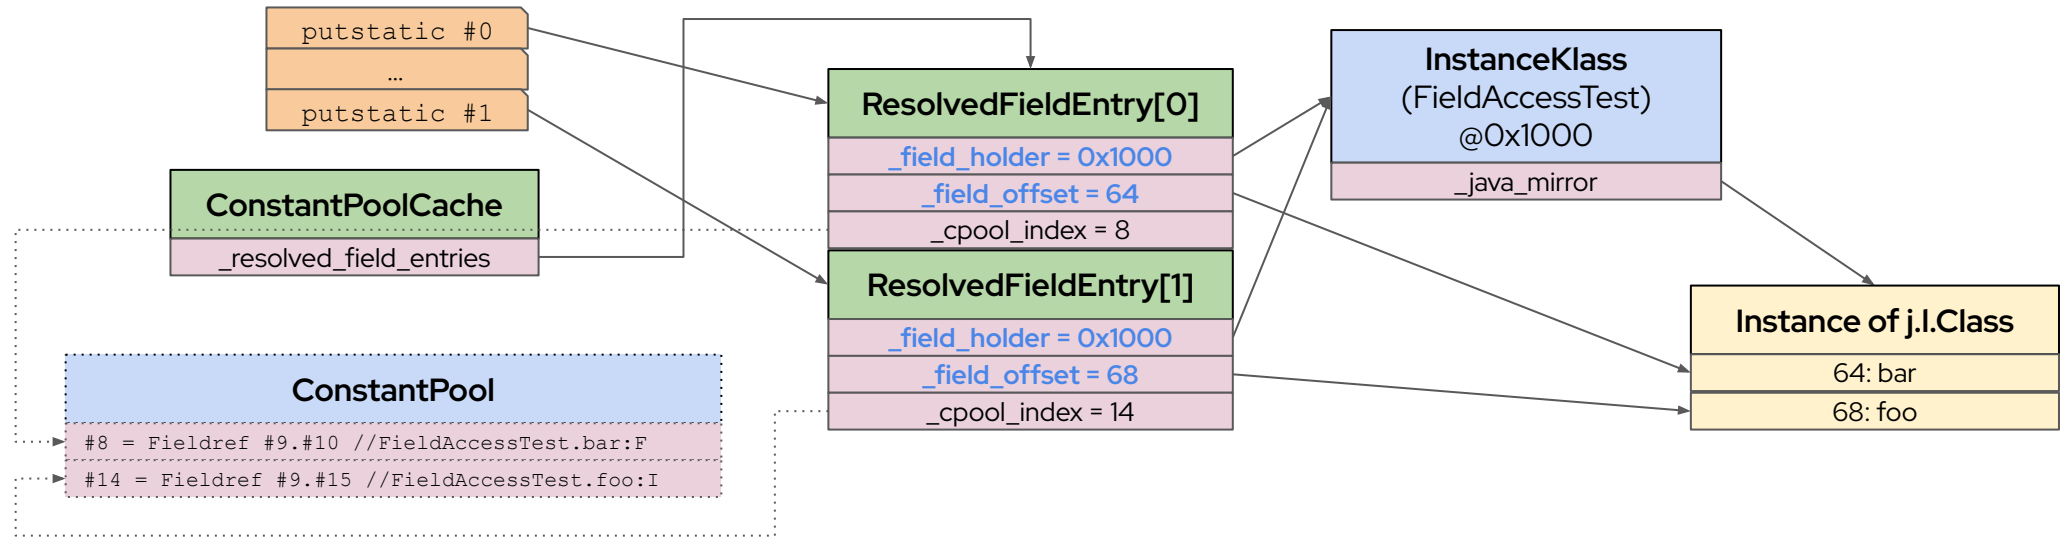 putstatic #0
...
putstatic #1
ConstantPoolCache
_resolved_field_entries
ConstantPool
#8 = Fieldref #9.#10 //FieldAccessTest.bar:F
#14 = Fieldref #9.#15 //FieldAccessTest.foo:I
ResolvedFieldEntry[0]
_field_holder = 0x1000
_field_offset = 64
_cpool_index = 8
ResolvedFieldEntry[1]
_field_holder = 0x1000
_field_offset = 68
_cpool_index = 14
InstanceKlass
(FieldAccessTest)
@0x1000
_java_mirror
Instance of j.l.Class
64: bar
68: foo